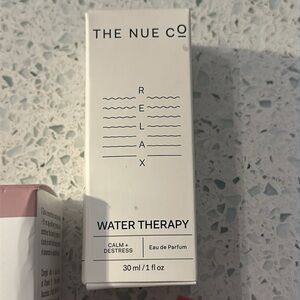 THE NUE CO
R
E
L
A
X
WATER THERAPY
CALM +
DESTRESS
Eau de Parfum
30 ml / 1 fl oz